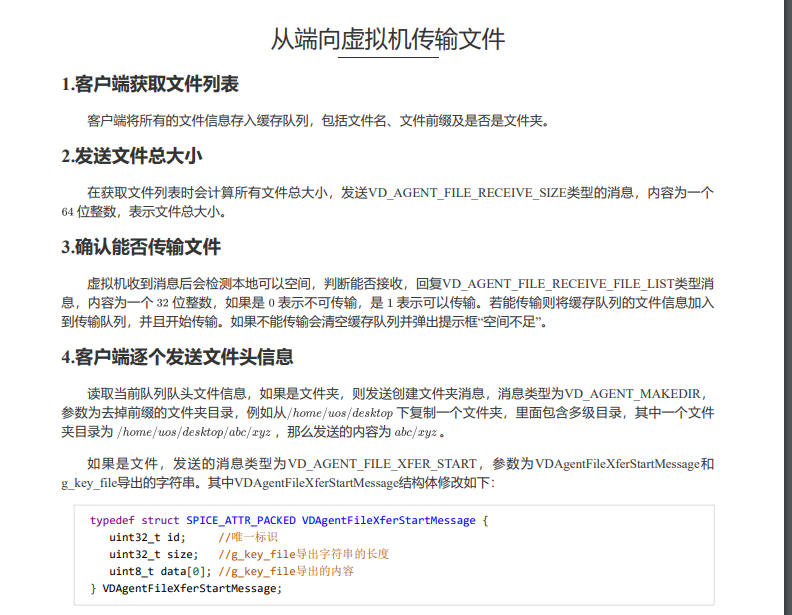 从端向虚拟机传输文件
1.客户端获取文件列表
客户端将所有的文件信息存入缓存队列，包括文件名、文件前缀及是否是文件夹。
2.发送文件总大小
在获取文件列表时会计算所有文件总大小，发送VD_AGENT_FILE_RECEIVE_SIZE类型的消息，内容为一个
64 位整数，表示文件总大小。
3.确认能否传输文件
虚拟机收到消息后会检测本地可以空间，判断能否接收，回复VD_AGENT_FILE_RECEIVE_FILE_LIST类型消
息，内容为一个 32 位整数，如果是 0 表示不可传输，是 1 表示可以传输。若能传输则将缓存队列的文件信息加入
到传输队列，并且开始传输。如果不能传输会清空缓存队列并弹出提示框“空间不足”。
4.客户端逐个发送文件头信息
读取当前队列队头文件信息，如果是文件夹，则发送创建文件夹消息，消息类型为VD_AGENT_MAKEDIR，
参数为去掉前缀的文件夹目录，例如从/home/uos/desktop 下复制一个文件夹，里面包含多级目录，其中一个文件
夹目录为 /home/uos/desktop/abc/xyz ，那么发送的内容为 abc/xyz 。
如果是文件，发送的消息类型为VD_AGENT_FILE_XFER_START，参数为VDAgentFileXferStartMessage和
g_key_file导出的字符串。其中VDAgentFileXferStartMessage结构体修改如下：
typedef struct SPICE_ATTR_PACKED VDAgentFileXferStartMessage {
uint32_t id; //唯一标识
uint32_t size; //g_key_file导出字符串的长度
uint8_t data[0]; //g_key_file导出的内容
} VDAgentFileXferStartMessage;